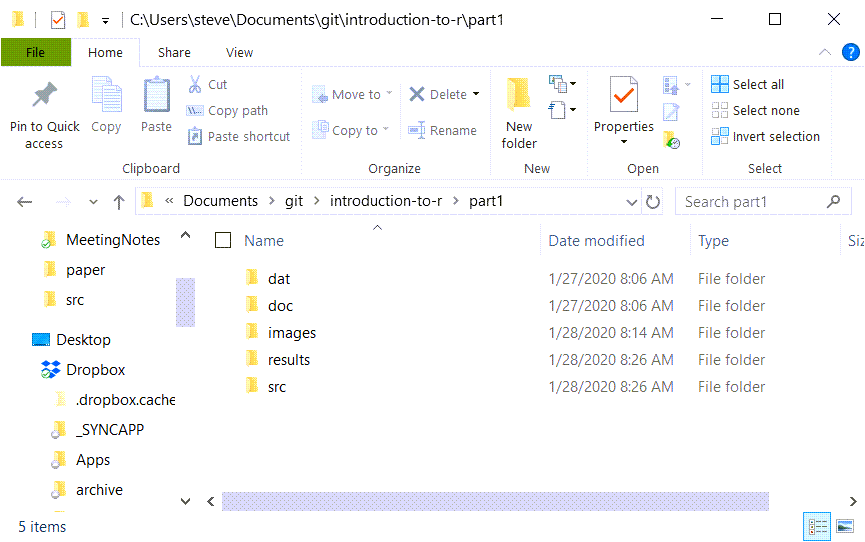 C:\Users\steve\Documents\git\introduction-to-r\part1
File Home Share View
Pin to Quick access
Copy
Paste
Cut
Copy path
Paste shortcut
Clipboard
Move to
Copy to
Delete
Rename
Organize
New folder
New
Properties
Open
Select all
Select none
Invert selection
Select
« Documents > git > introduction-to-r > part1
Search part1
MeetingNotes
paper
src
Desktop
Dropbox
.dropbox.cache
_SYNCAPP
Apps
archive
Name Date modified Type Siz
dat 1/27/2020 8:06 AM File folder
doc 1/27/2020 8:06 AM File folder
images 1/28/2020 8:14 AM File folder
results 1/28/2020 8:26 AM File folder
src 1/28/2020 8:26 AM File folder
5 items